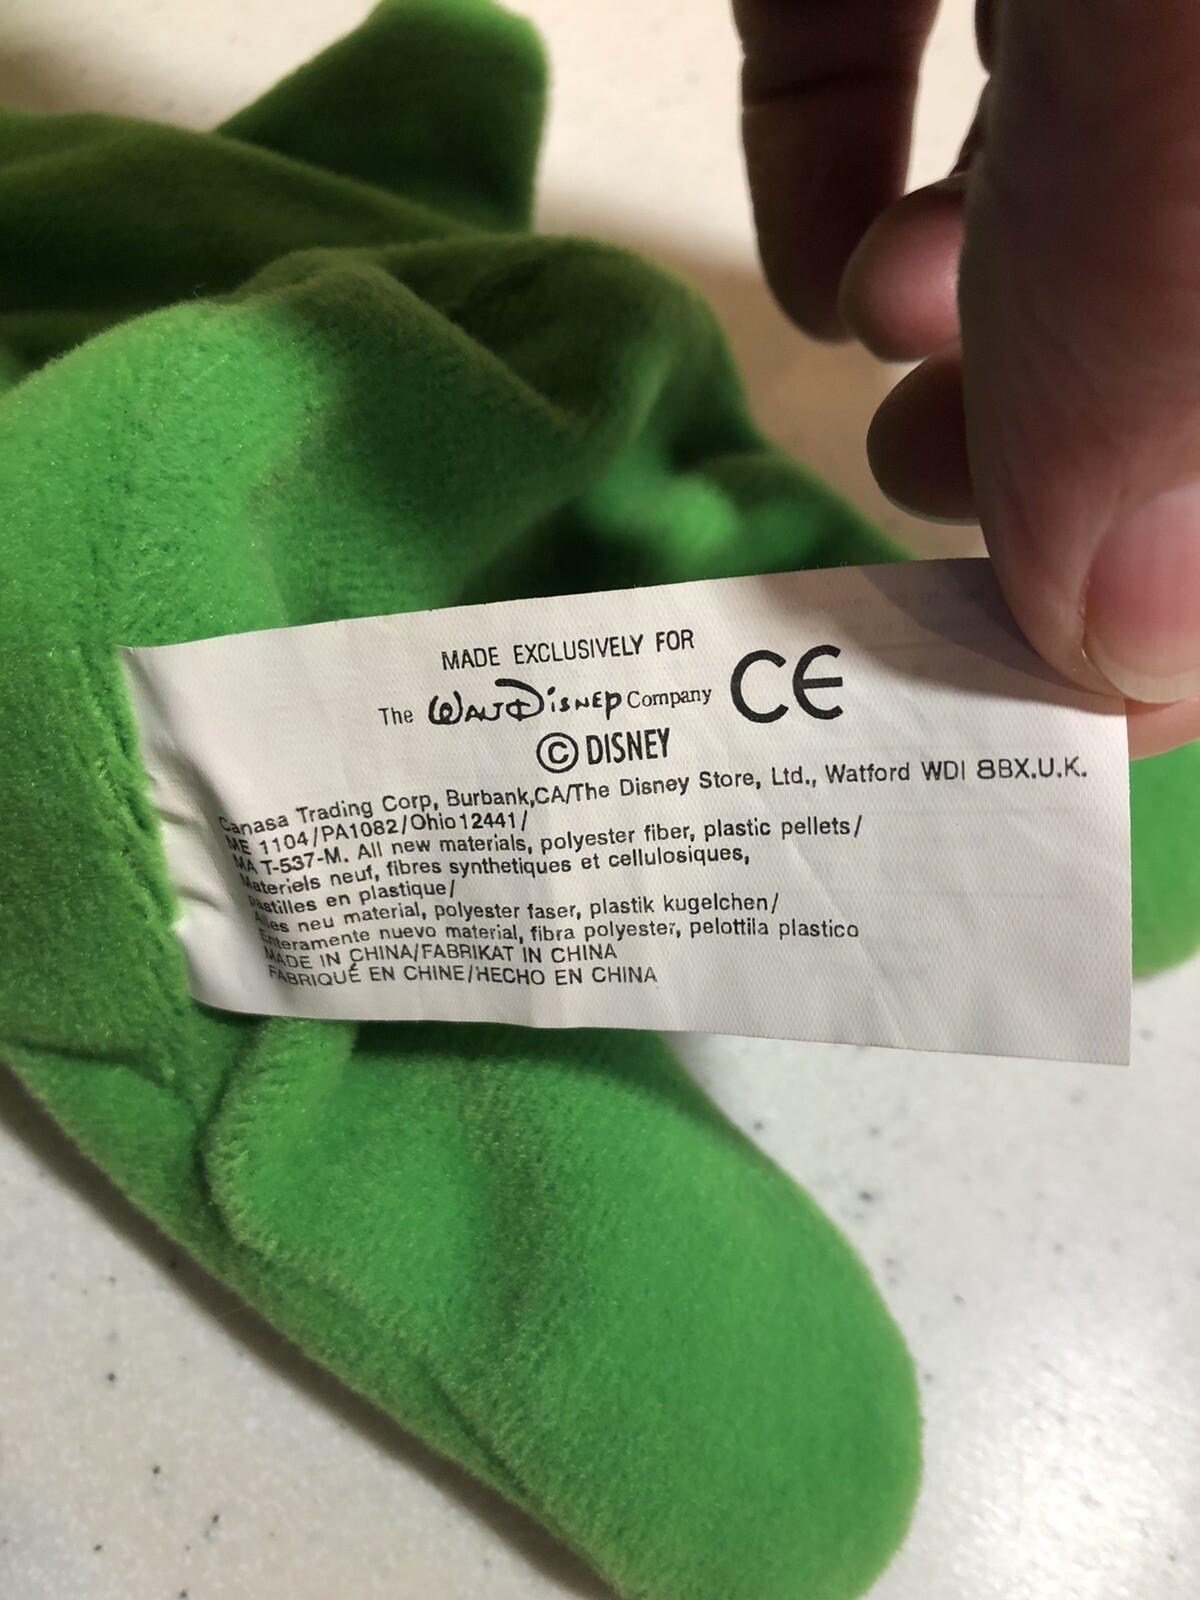 MADE EXCLUSIVELY FOR
The WALT DISNEY Company CE
© DISNEY
Canasa Trading Corp, Burbank,CA/The Disney Store, Ltd., Watford WDI 8BX.U.K.
ME 1104/PA1082/Ohio12441/
MA T-537-M. All new materials, polyester fiber, plastic pellets/
Materiels neuf, fibres synthetiques et cellulosiques,
pastilles en plastique/
Alles neu material, polyester faser, plastik kugelchen/
Enteramente nuevo material, fibra polyester, pelottila plastico
MADE IN CHINA/FABRIKAT IN CHINA
FABRIQUÉ EN CHINE/HECHO EN CHINA